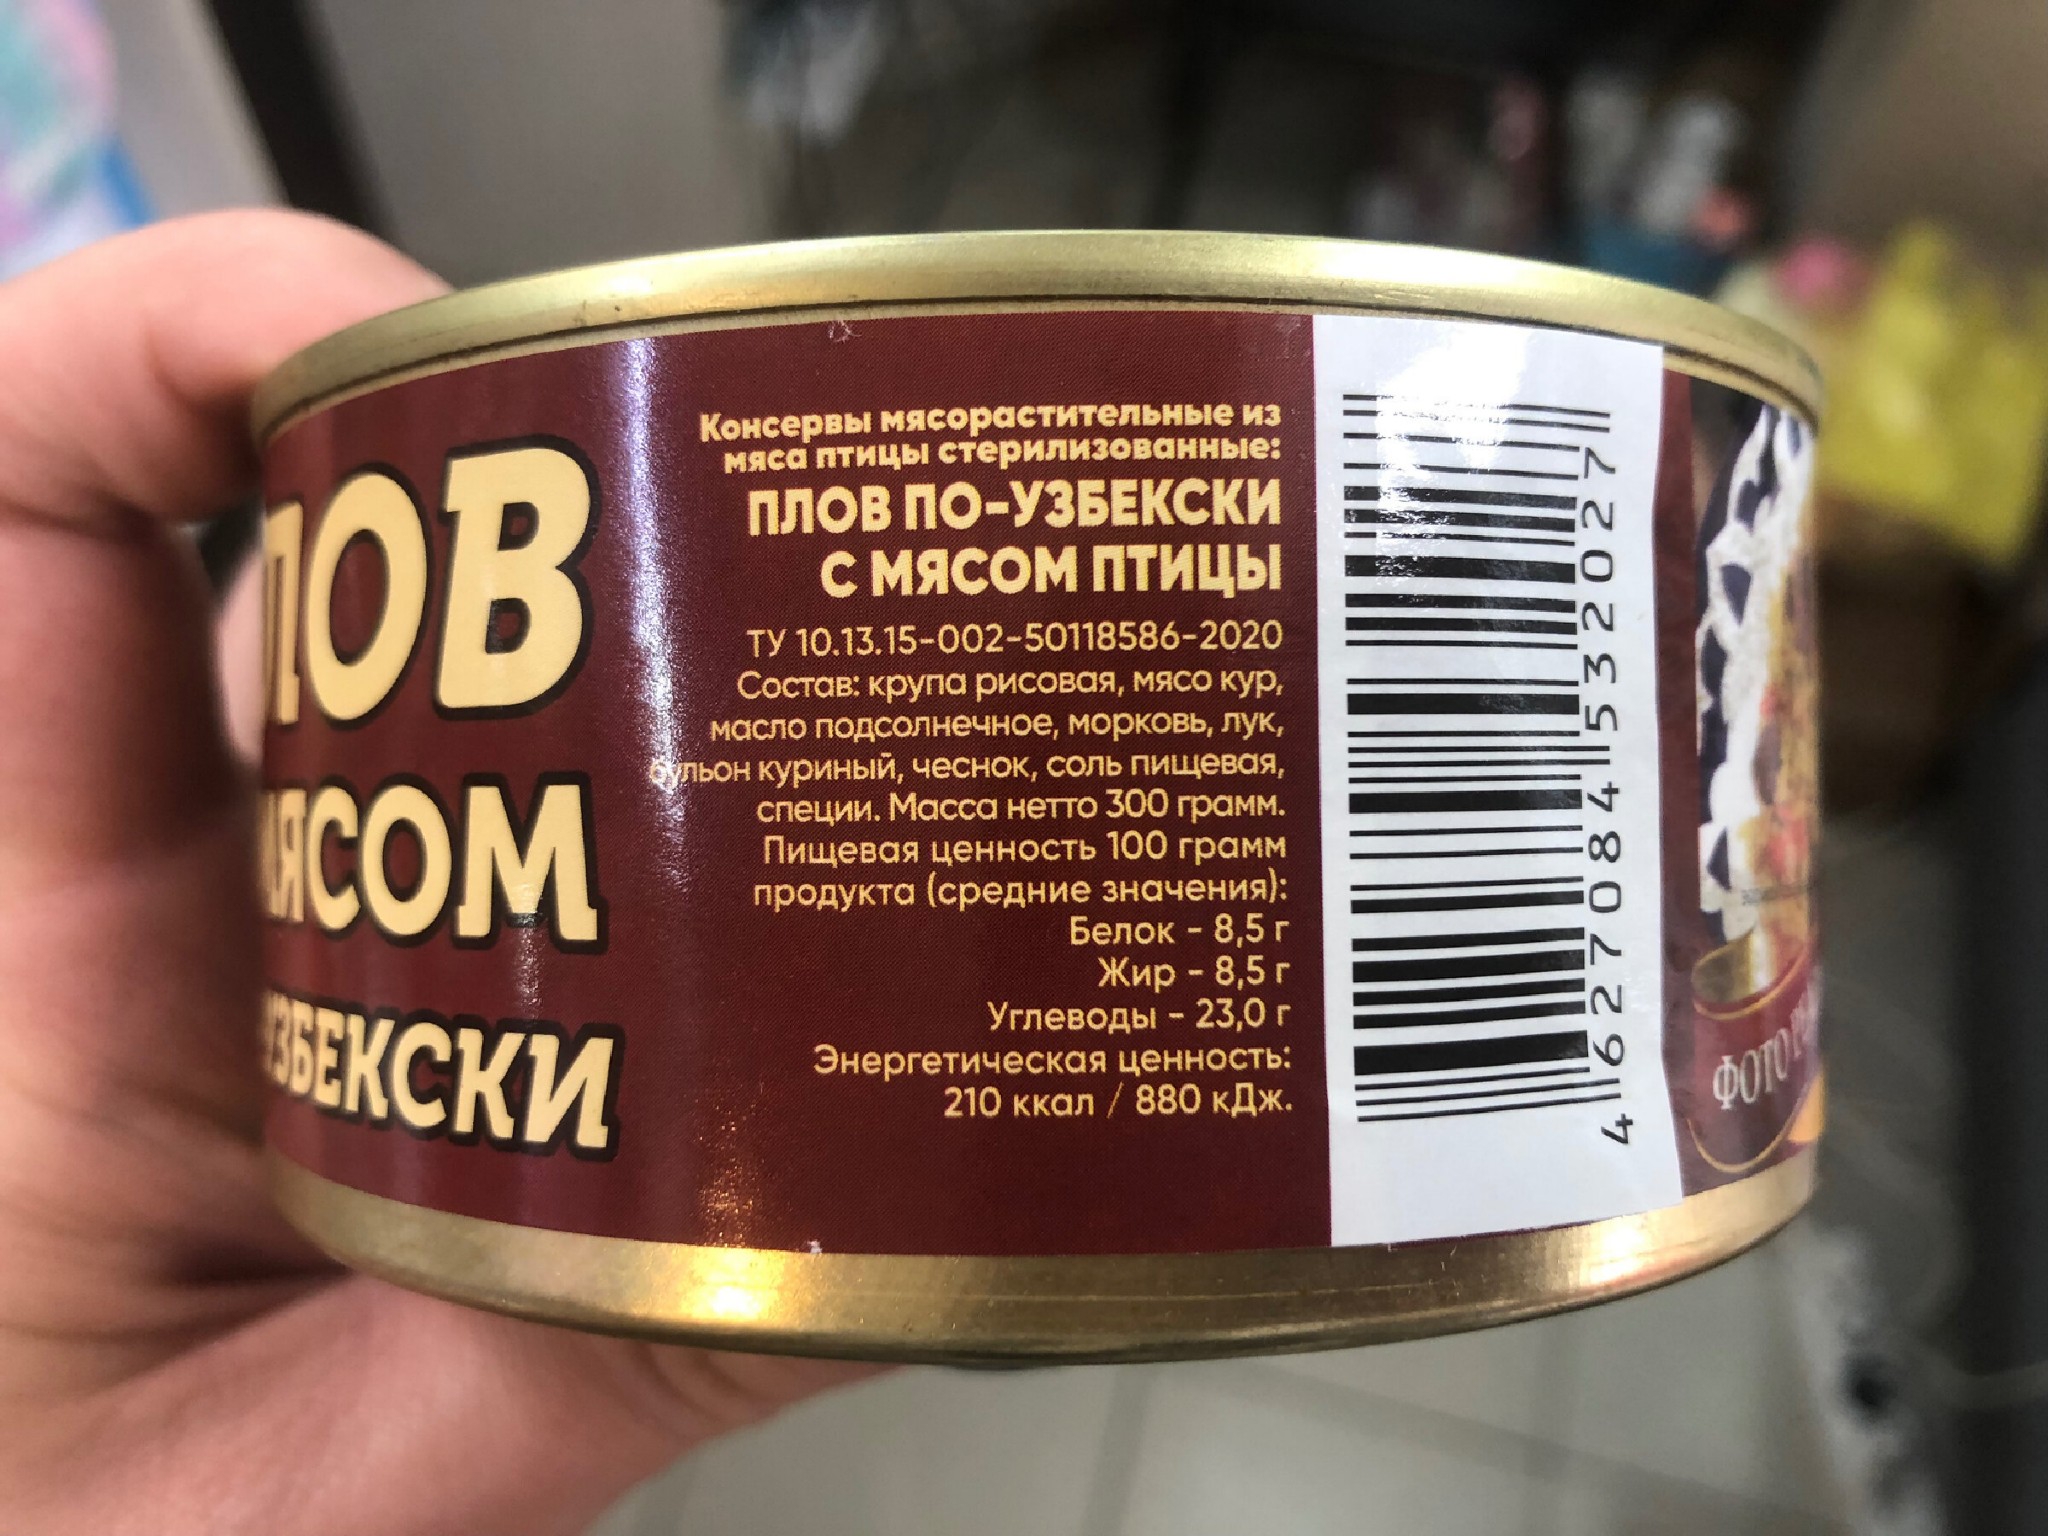 ПЛОВ
МЯСОМ
УЗБЕКСКИ
Консервы мясорастительные из
мяса птицы стерилизованные:
ПЛОВ ПО-УЗБЕКСКИ
С МЯСОМ ПТИЦЫ
ТУ 10.13.15-002-50118586-2020
Состав: крупа рисовая, мясо кур,
масло подсолнечное, морковь, лук,
бульон куриный, чеснок, соль пищевая,
специи. Масса нетто 300 грамм.
Пищевая ценность 100 грамм
продукта (средние значения):
Белок - 8,5 г
Жир - 8,5 г
Углеводы - 23,0 г
Энергетическая ценность:
210 ккал / 880 кДж.
4 627084 532027
ФОТО